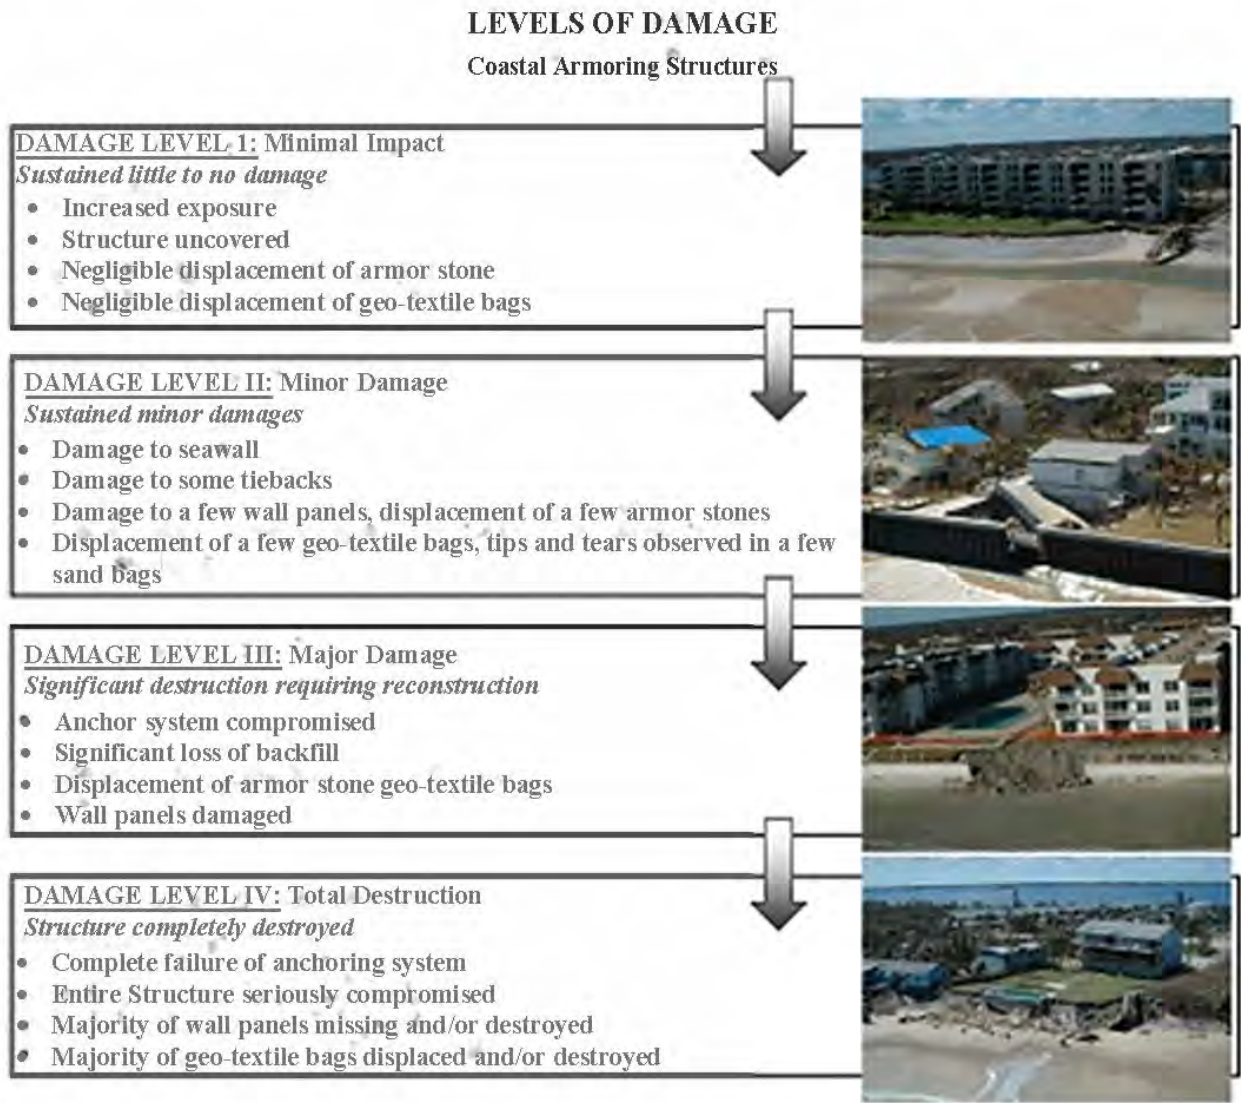 LEVELS OF DAMAGE
Coastal Armoring Structures
DAMAGE LEVEL 1: Minimal Impact
Sustained little to no damage
• Increased exposure
• Structure uncovered
• Negligible displacement of armor stone
• Negligible displacement of geo-textile bags
DAMAGE LEVEL II: Minor Damage
Sustained minor damages
• Damage to seawall
• Damage to some tiebacks
• Damage to a few wall panels, displacement of a few armor stones
• Displacement of a few geo-textile bags, tips and tears observed in a few
sand bags
DAMAGE LEVEL III: Major Damage
Significant destruction requiring reconstruction
• Anchor system compromised
• Significant loss of backfill
• Displacement of armor stone geo-textile bags
• Wall panels damaged
DAMAGE LEVEL IV: Total Destruction
Structure completely destroyed
• Complete failure of anchoring system
• Entire Structure seriously compromised
• Majority of wall panels missing and/or destroyed
• Majority of geo-textile bags displaced and/or destroyed